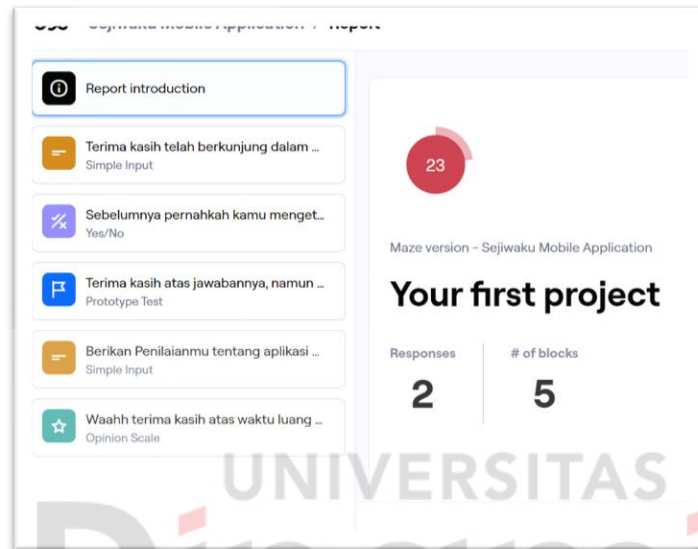 Report introduction
Terima kasih telah berkunjung dalam ...
Simple Input
Sebelumnya pernahkah kamu menget...
Yes/No
Terima kasih atas jawabannya, namun ...
Prototype Test
Berikan Penilaianmu tentang aplikasi ...
Simple Input
Waahh terima kasih atas waktu luang ...
Opinion Scale
23
Maze version - Sejiwaku Mobile Application
Your first project
Responses
# of blocks
2
5
UNIVERSITAS